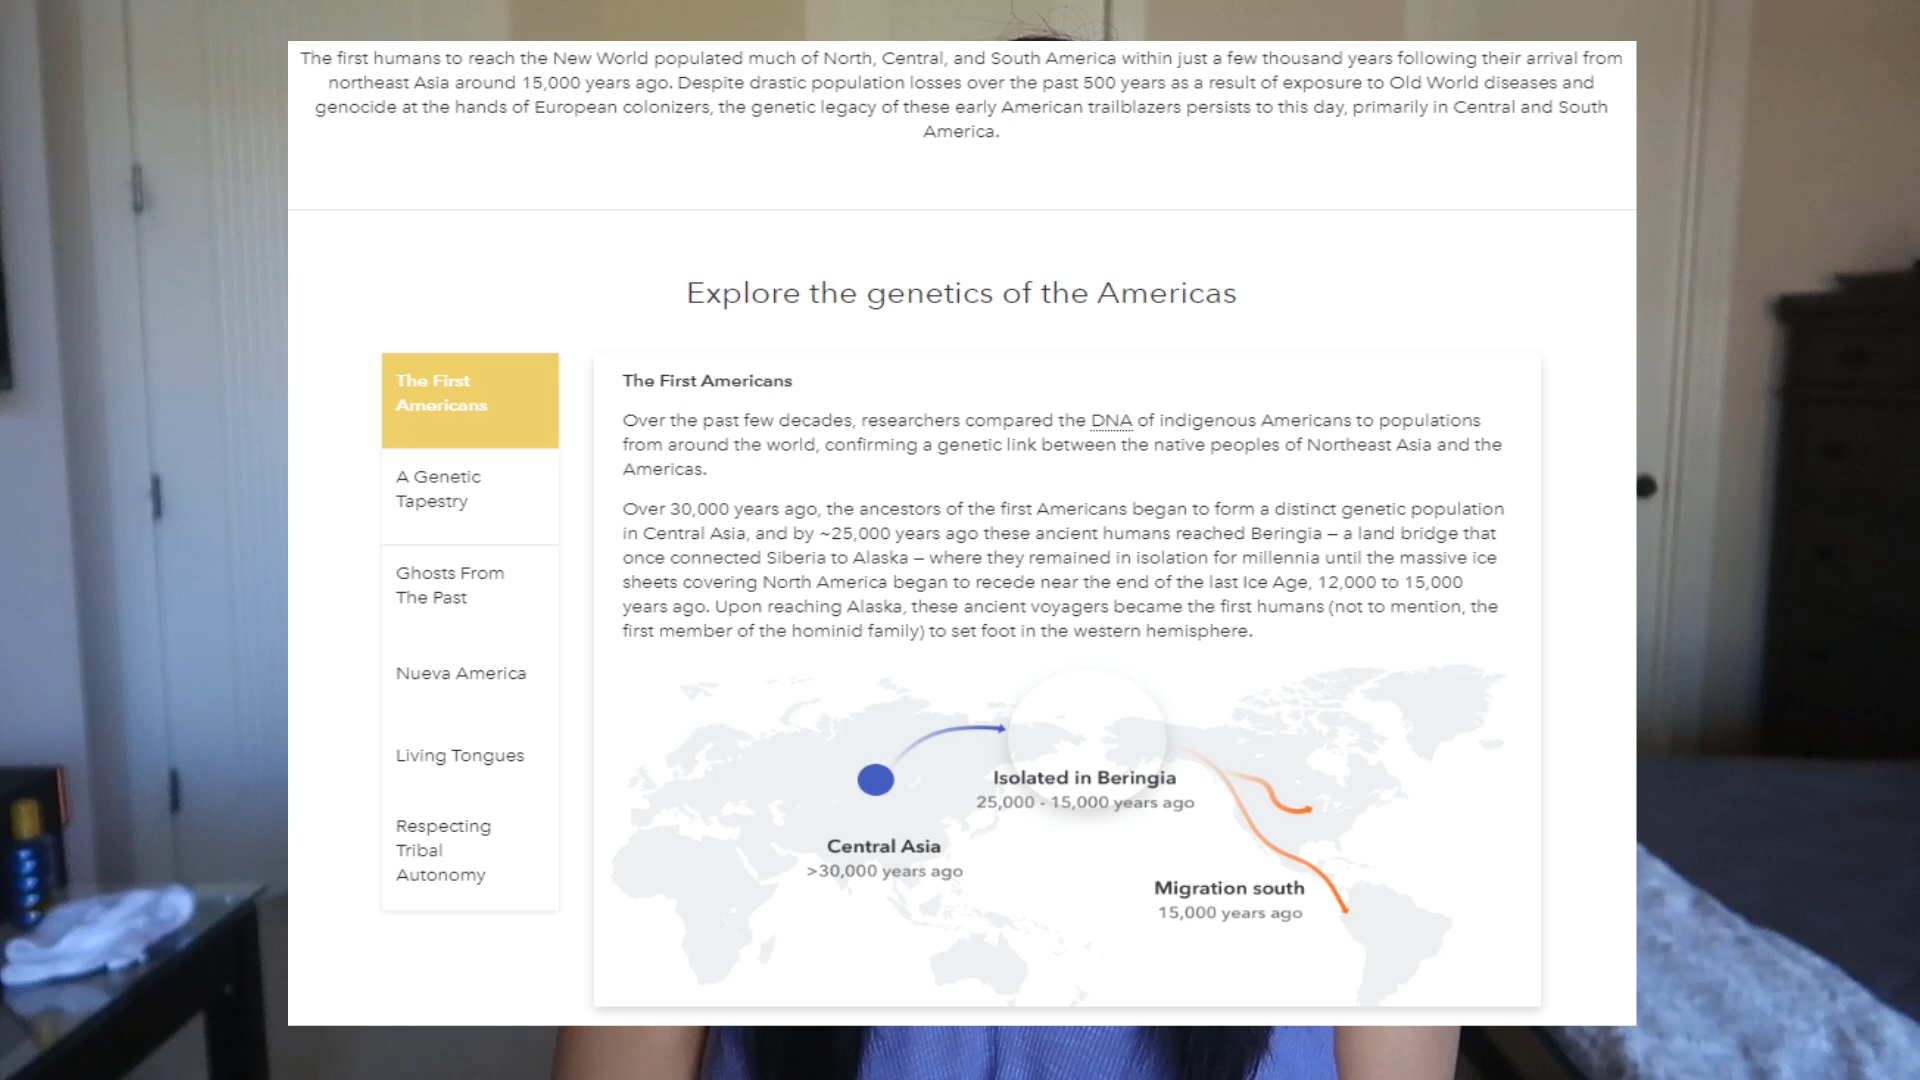 The first humans to reach the New World populated much of North, Central, and South America within just a few thousand years following their arrival from
northeast Asia around 15,000 years ago. Despite drastic population losses over the past 500 years as a result of exposure to Old World diseases and
genocide at the hands of European colonizers, the genetic legacy of these early American trailblazers persists to this day, primarily in Central and South
America.
Explore the genetics of the Americas
The First
Americans
A Genetic
Tapestry
Ghosts From
The Past
Nueva America
Living Tongues
Respecting
Tribal
Autonomy
The First Americans
Over the past few decades, researchers compared the DNA of indigenous Americans to populations
from around the world, confirming a genetic link between the native peoples of Northeast Asia and the
Americas.
Over 30,000 years ago, the ancestors of the first Americans began to form a distinct genetic population
in Central Asia, and by ~25,000 years ago these ancient humans reached Beringia – a land bridge that
once connected Siberia to Alaska – where they remained in isolation for millennia until the massive ice
sheets covering North America began to recede near the end of the last Ice Age, 12,000 to 15,000
years ago. Upon reaching Alaska, these ancient voyagers became the first humans (not to mention, the
first member of the hominid family) to set foot in the western hemisphere.
Isolated in Beringia
25,000 - 15,000 years ago
Central Asia
>30,000 years ago
Migration south
15,000 years ago